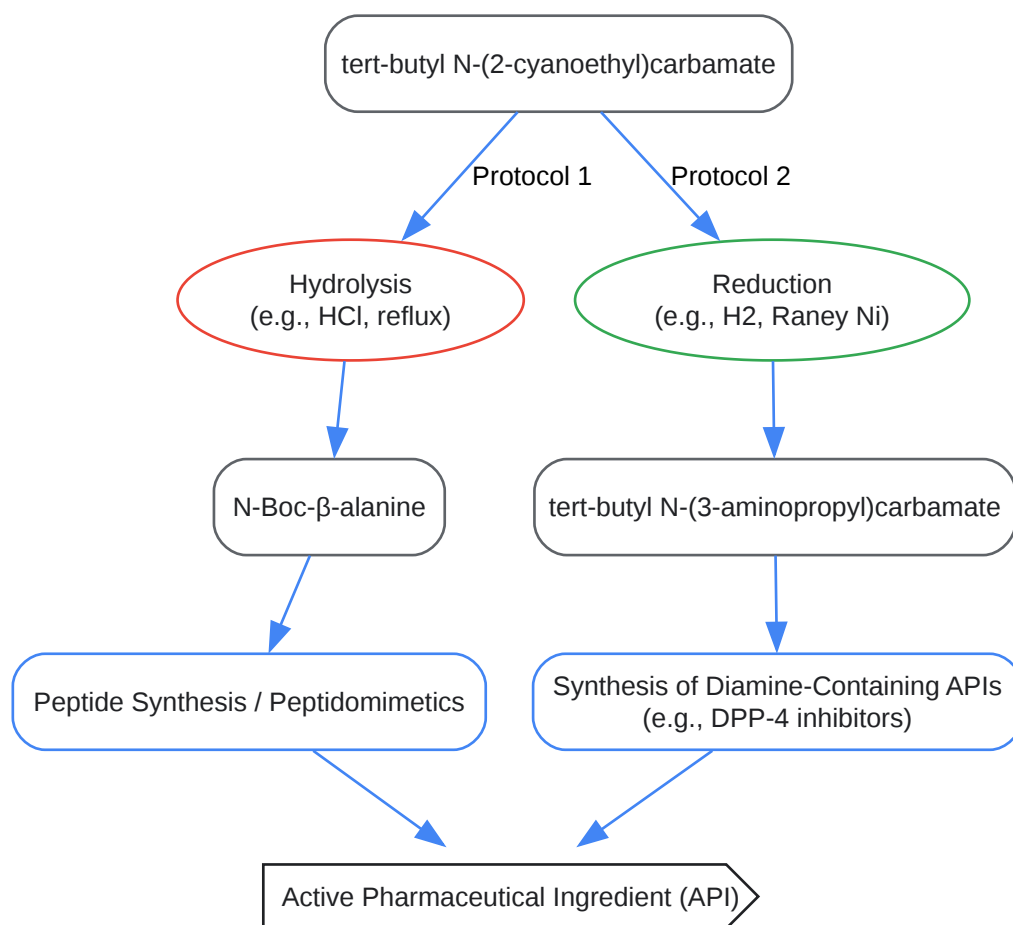 tert-butyl N-(2-cyanoethyl)carbamate
Protocol 1
Protocol 2
Hydrolysis
(e.g., HCl, reflux)
Reduction
(e.g., H2, Raney Ni)
N-Boc-β-alanine
tert-butyl N-(3-aminopropyl)carbamate
Peptide Synthesis / Peptidomimetics
Synthesis of Diamine-Containing APIs
(e.g., DPP-4 inhibitors)
Active Pharmaceutical Ingredient (API)